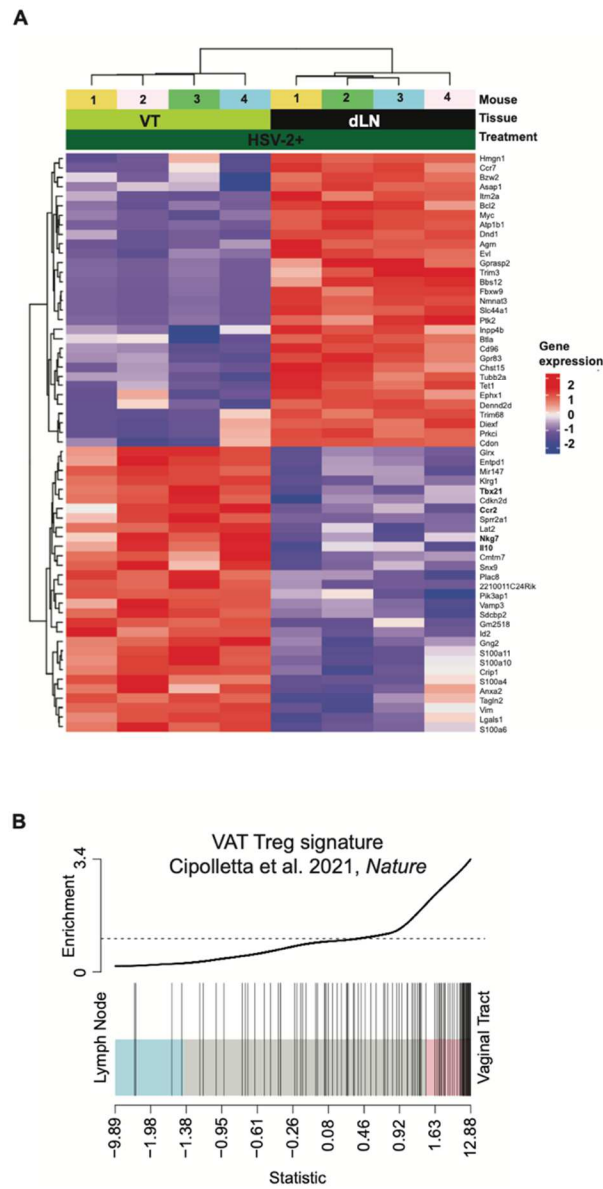 A
1 2 3 4 1 2 3 4 Mouse
VT dLN Tissue
HSV-2+ Treatment
Hmgn1
Ccr7
Bzw2
Asap1
Itm2a
Bcl2
Myc
Atp1b1
Dnd1
Agrn
Evl
Gprasp2
Trim3
Bbs12
Fbxw9
Nmnat3
Slc44a1
Ptk2
Inpp4b
Btla
Cd96
Gpr83
Chst15
Tubb2a
Tet1
Ephx1
Dennd2d
Trim68
Diexf
Prkci
Cdon
Glrx
Entpd1
Mir147
Klrg1
Tbx21
Cdkn2d
Ccr2
Sprr2a1
Lat2
Nkg7
Il10
Cmtm7
Snx9
Plac8
2210011C24Rik
Pik3ap1
Vamp3
Sdcbp2
Gm2518
Id2
Gng2
S100a11
S100a10
Crip1
S100a4
Anxa2
Tagln2
Vim
Lgals1
S100a6
Gene
expression
2
1
0
-1
-2
B
VAT Treg signature
Cipolletta et al. 2021, Nature
3.4
Enrichment
0
Lymph Node
Vaginal Tract
-9.89 -1.98 -1.38 -0.95 -0.61 -0.26 0.08 0.46 0.92 1.63 12.88
Statistic